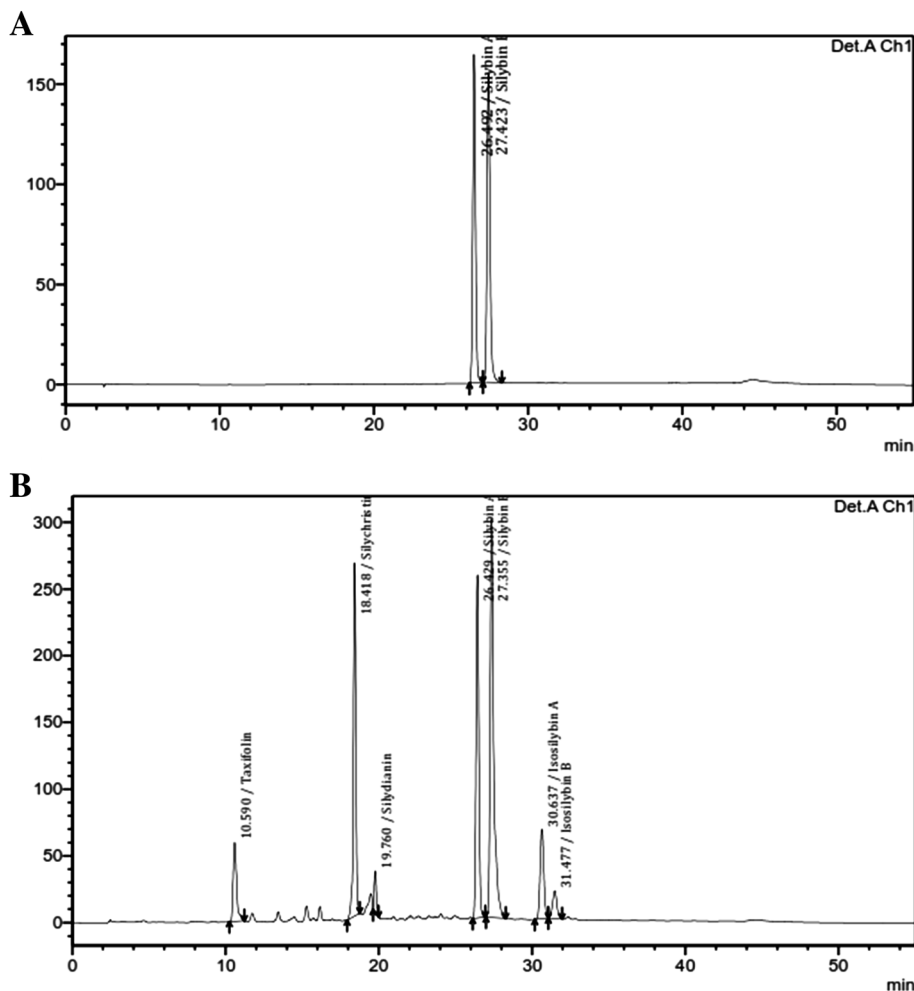 A
Det.A Ch1
26.492 / Silybin A
27.423 / Silybin
150
100
50
0
0 10 20 30 40 50
min
B
Det.A Ch1
10.590 / Taxifolin
18.418 / Silychristin
19.760 / Silydianin
26.429 / Silybin A
27.355 / Silybin
30.637 / Isosilybin A
31.477 / Isosilybin B
300
250
200
150
100
50
0
0 10 20 30 40 50
min